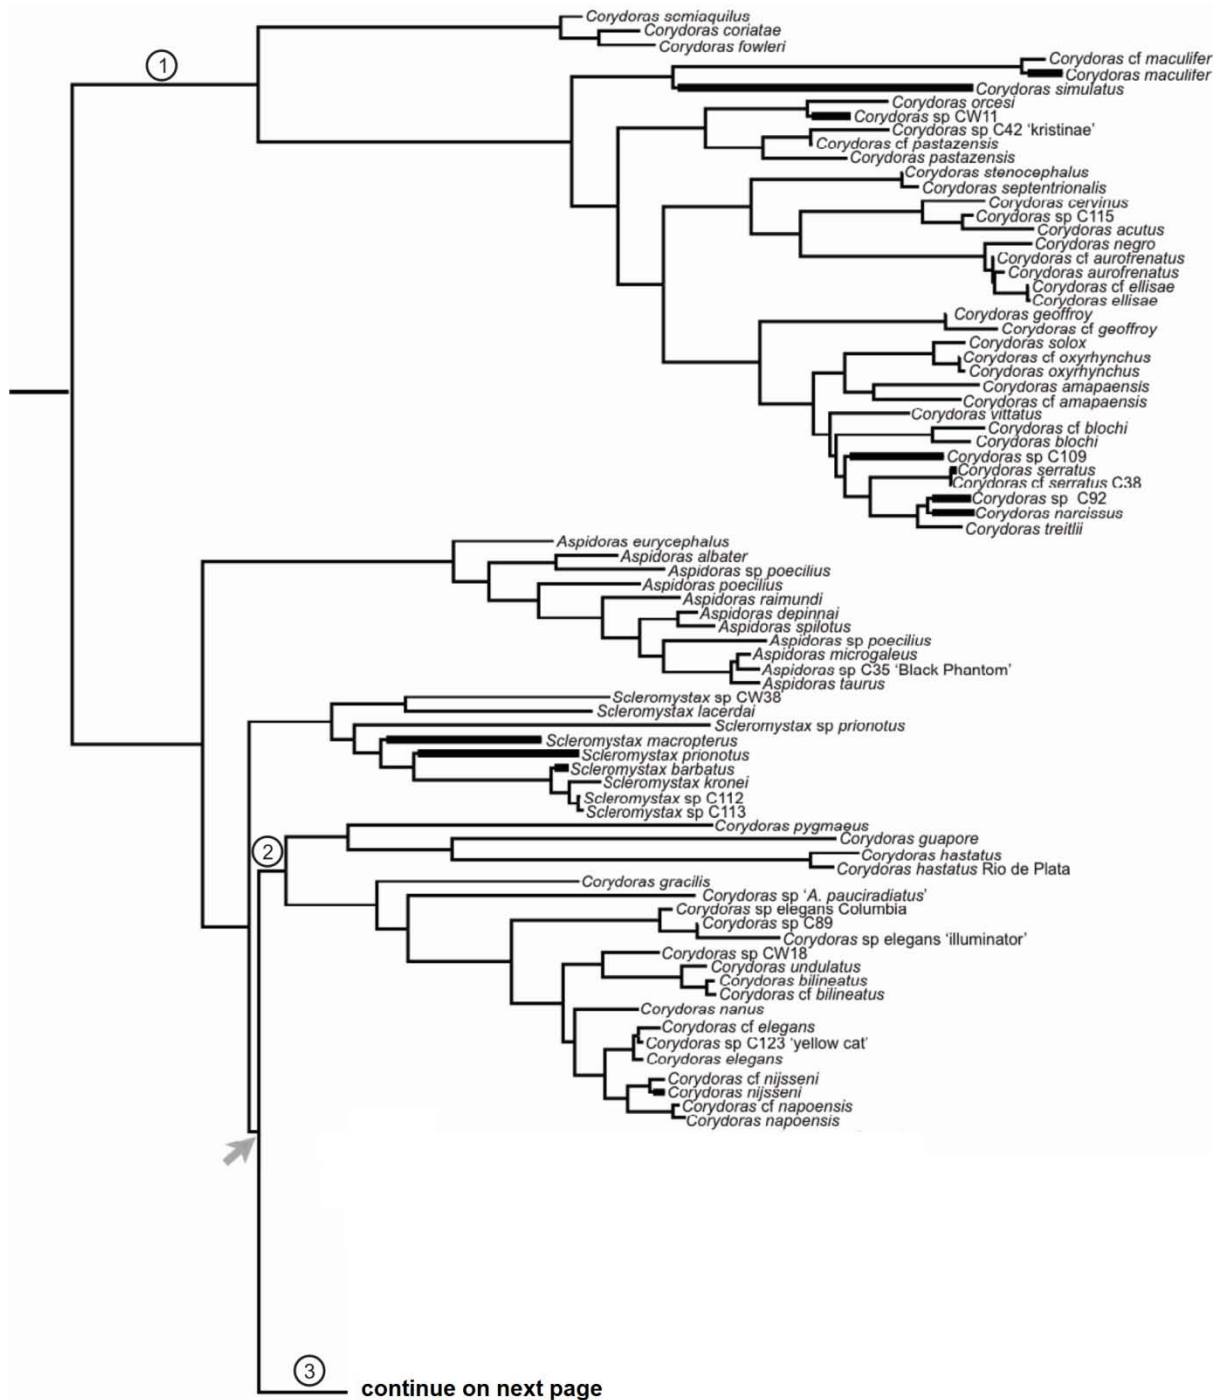 Corydoras semiaquilus
Corydoras coriatae
Corydoras fowleri
1
Corydoras cf maculifer
Corydoras maculifer
Corydoras simulatus
Corydoras orcesi
Corydoras sp CW11
Corydoras sp C42 ‘kristinae’
Corydoras cf pastazensis
Corydoras pastazensis
Corydoras stenocephalus
Corydoras septentrionalis
Corydoras cervinus
Corydoras sp C115
Corydoras acutus
Corydoras negro
Corydoras cf aurofrenatus
Corydoras aurofrenatus
Corydoras cf ellisae
Corydoras ellisae
Corydoras geoffroy
Corydoras cf geoffroy
Corydoras solox
Corydoras cf oxyrhynchus
Corydoras oxyrhynchus
Corydoras amapaensis
Corydoras cf amapaensis
Corydoras vittatus
Corydoras cf blochi
Corydoras blochi
Corydoras sp C109
Corydoras serratus
Corydoras cf serratus C38
Corydoras sp C92
Corydoras narcissus
Corydoras treitlii
Aspidoras eurycephalus
Aspidoras albater
Aspidoras sp poecilius
Aspidoras poecilius
Aspidoras raimundi
Aspidoras depinnai
Aspidoras spilotus
Aspidoras sp poecilius
Aspidoras microgaleus
Aspidoras sp C35 ‘Black Phantom’
Aspidoras taurus
Scleromystax sp CW38
Scleromystax lacerdai
Scleromystax sp prionotus
Scleromystax macropterus
Scleromystax prionotus
Scleromystax barbatus
Scleromystax kronei
Scleromystax sp C112
Scleromystax sp C113
Corydoras pygmaeus
Corydoras guapore
2
Corydoras hastatus
Corydoras hastatus Rio de Plata
Corydoras gracilis
Corydoras sp ‘A. pauciradiatus’
Corydoras sp elegans Columbia
Corydoras sp C89
Corydoras sp elegans ‘illuminator’
Corydoras sp CW18
Corydoras undulatus
Corydoras bilineatus
Corydoras cf bilineatus
Corydoras nanus
Corydoras cf elegans
Corydoras sp C123 ‘yellow cat’
Corydoras elegans
Corydoras cf nijsseni
Corydoras nijsseni
Corydoras cf napoensis
Corydoras napoensis
3
continue on next page